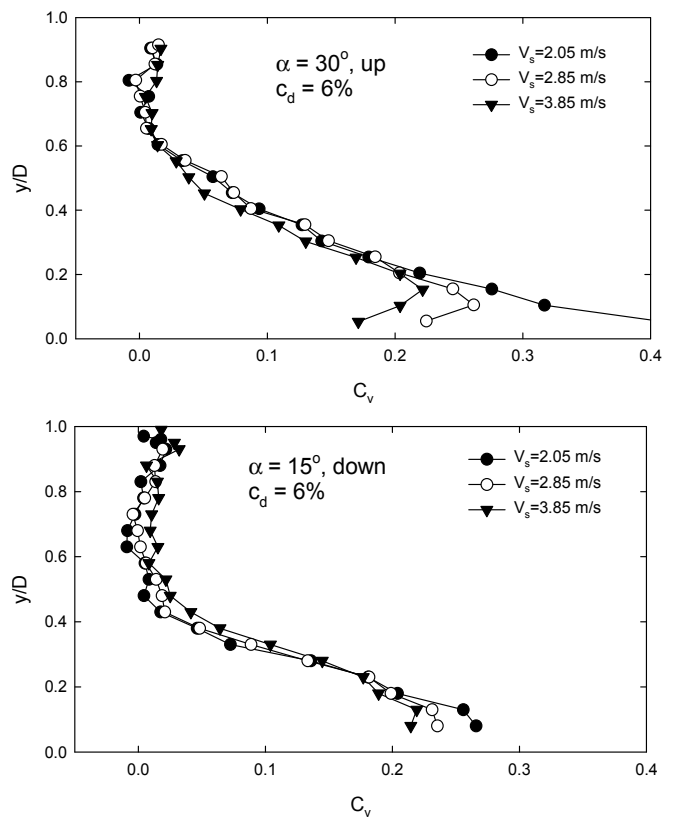 1.0
0.8
0.6
0.4
0.2
0.0
y/D
α = 30°, up
c_d = 6%
V_s=2.05 m/s
V_s=2.85 m/s
V_s=3.85 m/s
0.0 0.1 0.2 0.3 0.4
C_v
1.0
0.8
0.6
0.4
0.2
0.0
y/D
α = 15°, down
c_d = 6%
V_s=2.05 m/s
V_s=2.85 m/s
V_s=3.85 m/s
0.0 0.1 0.2 0.3 0.4
C_v